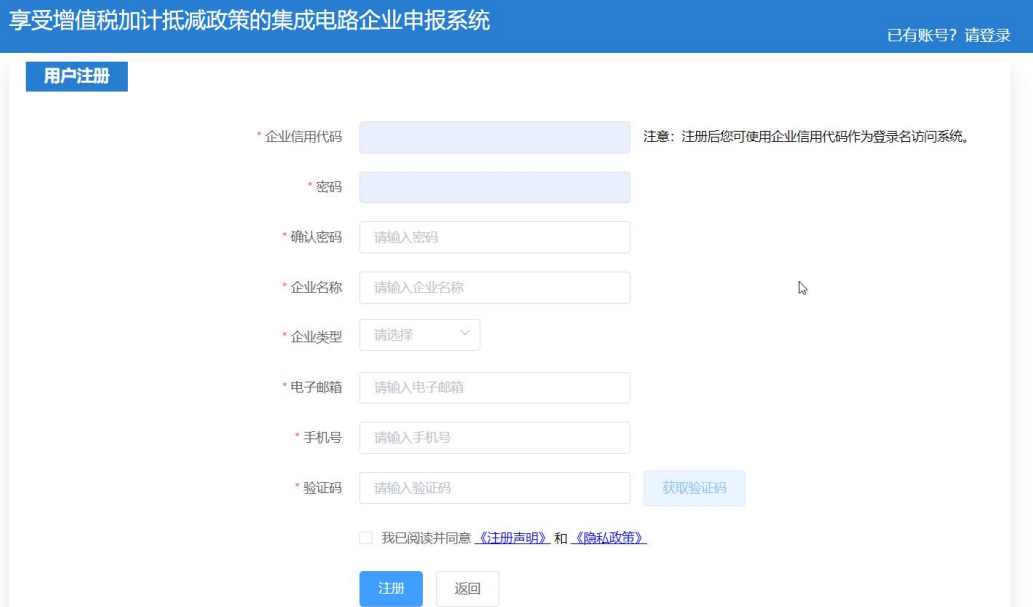 享受增值税加计抵减政策的集成电路企业申报系统
已有账号？请登录
用户注册
* 企业信用代码 注意：注册后您可使用企业信用代码作为登录名访问系统。
* 密码
* 确认密码 请输入密码
* 企业名称 请输入企业名称
* 企业类型 请选择
* 电子邮箱 请输入电子邮箱
* 手机号 请输入手机号
* 验证码 请输入验证码 获取验证码
我已阅读并同意 《注册声明》 和 《隐私政策》
注册 返回